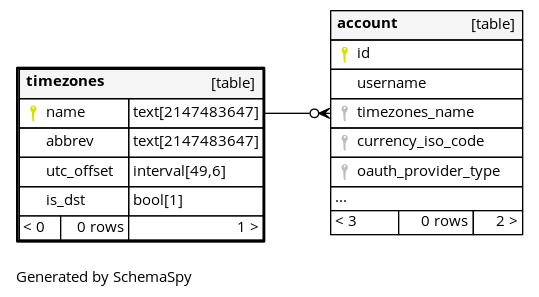 timezones [table]
name text[2147483647]
abbrev text[2147483647]
utc_offset interval[49,6]
is_dst bool[1]
< 0 0 rows 1 >
account [table]
id
username
timezones_name
currency_iso_code
oauth_provider_type
...
< 3 0 rows 2 >
Generated by SchemaSpy